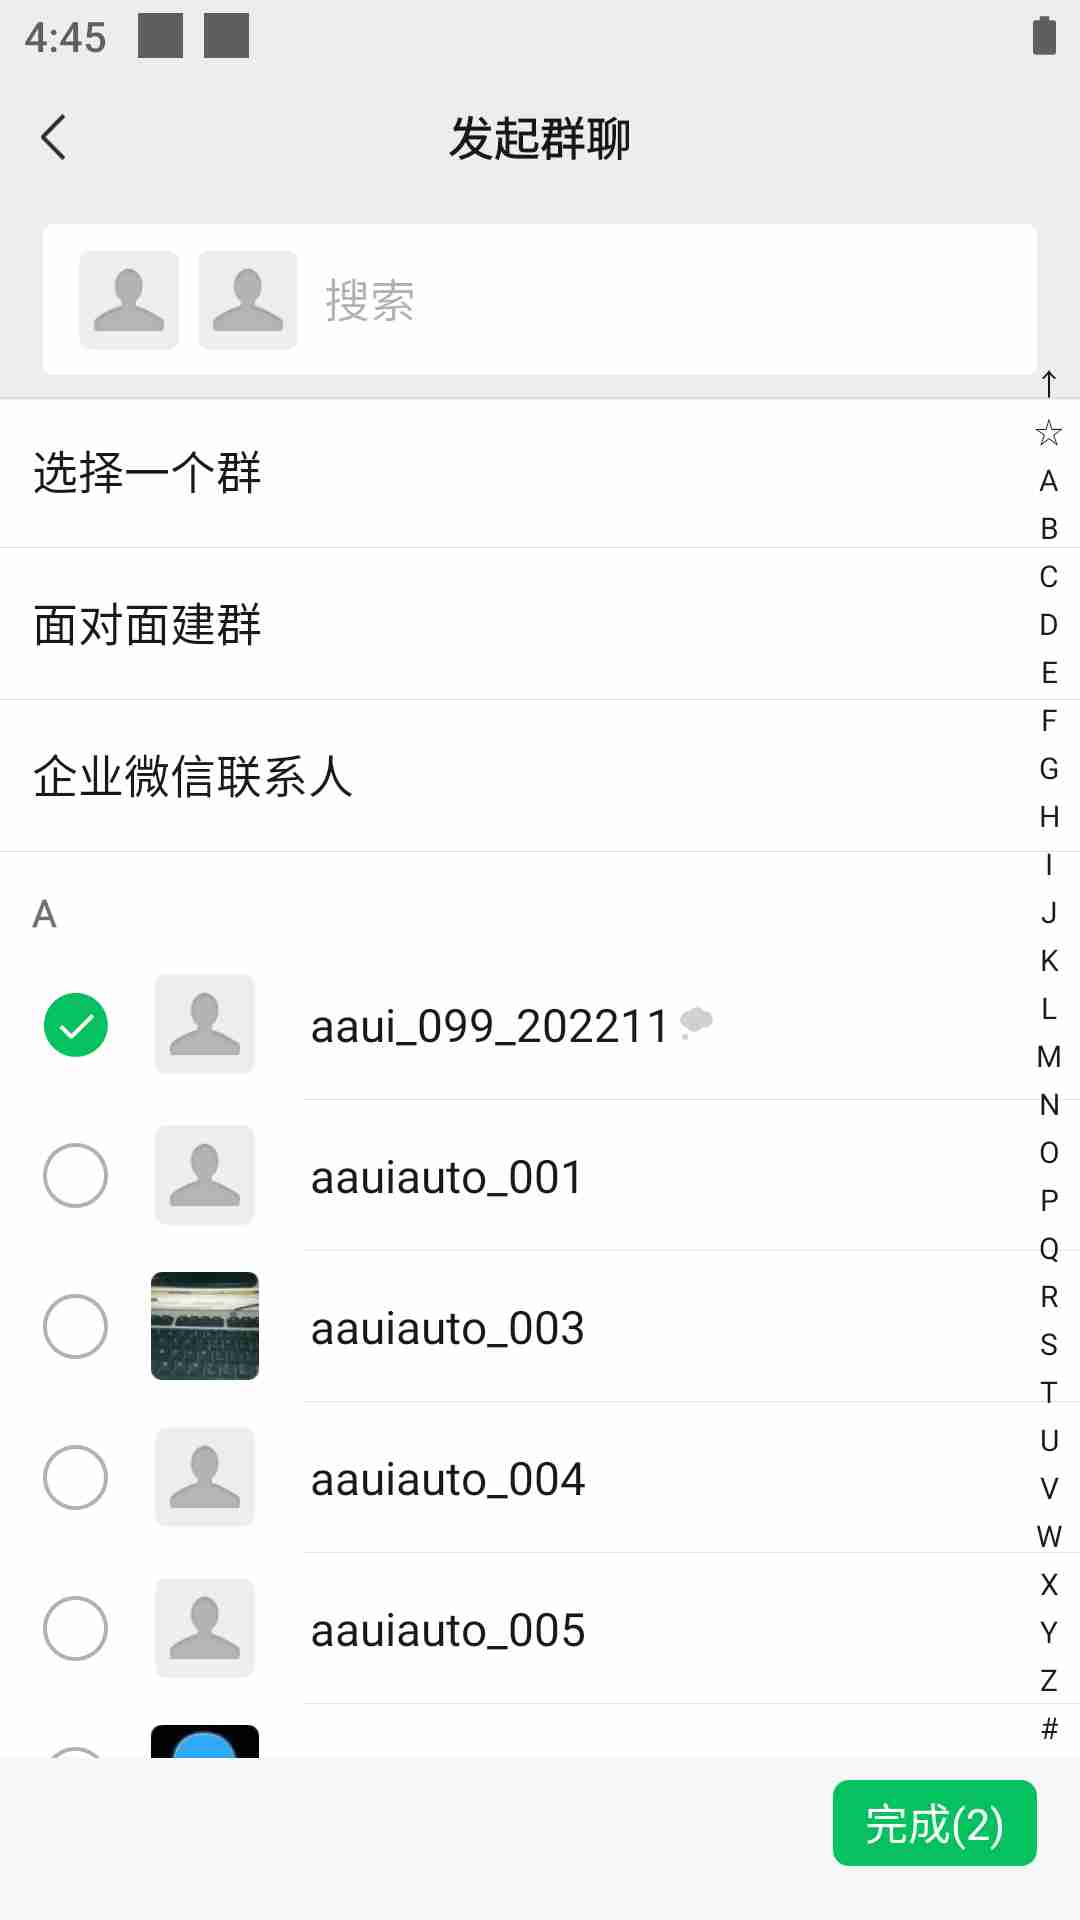 4:45
发起群聊
搜索
选择一个群
面对面建群
企业微信联系人
A
aaui_099_202211
aauiauto_001
aauiauto_003
aauiauto_004
aauiauto_005
↑
☆
A
B
C
D
E
F
G
H
I
J
K
L
M
N
O
P
Q
R
S
T
U
V
W
X
Y
Z
#
完成(2)